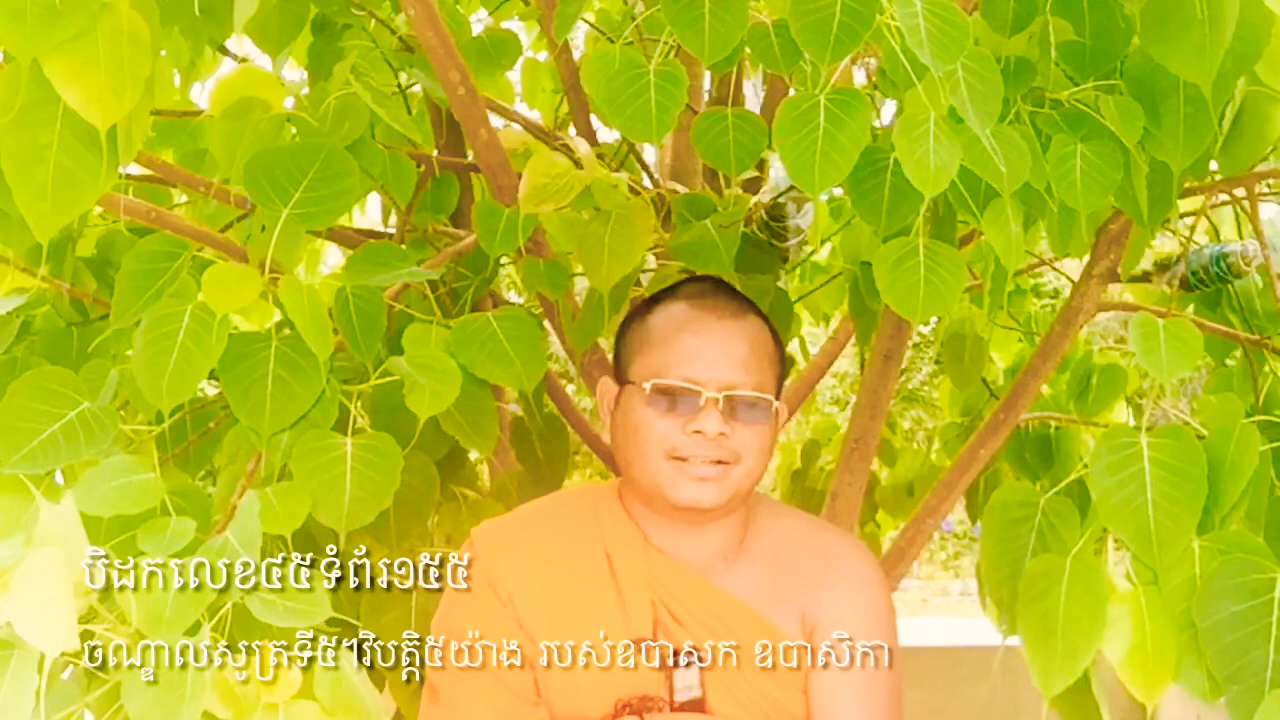 បិដកលេខ៤៥ទំព័រ១៥៥
ចណ្ឌាលសូត្រទី៥។វិបត្តិ៥យ៉ាង របស់ឧបាសក ឧបាសិកា